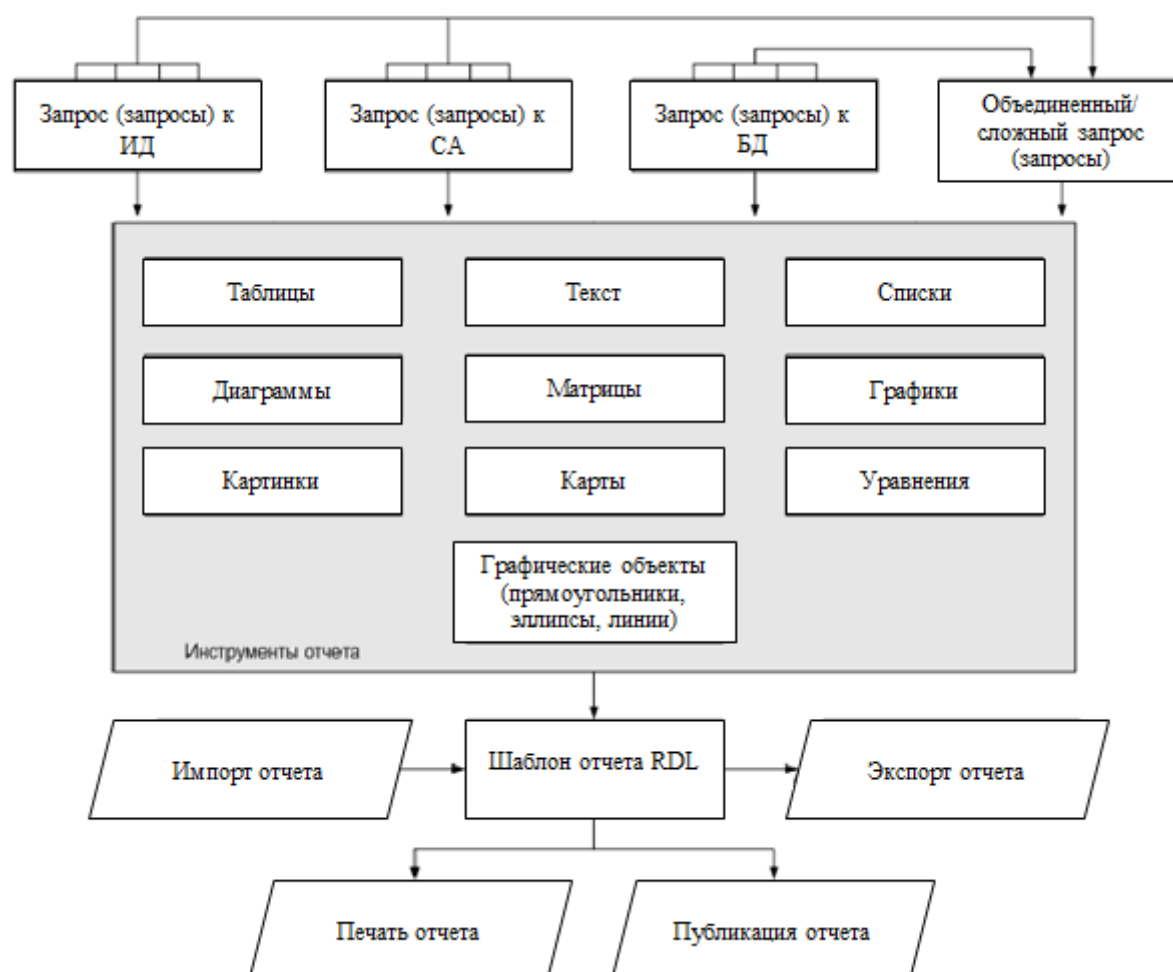 Запрос (запросы) к
ИД
Запрос (запросы) к
СА
Запрос (запросы) к
БД
Объединенный/
сложный запрос
(запросы)
Таблицы
Текст
Списки
Диаграммы
Матрицы
Графики
Картинки
Карты
Уравнения
Графические объекты
(прямоугольники,
эллипсы, линии)
Инструменты отчета
Импорт отчета
Шаблон отчета RDL
Экспорт отчета
Печать отчета
Публикация отчета